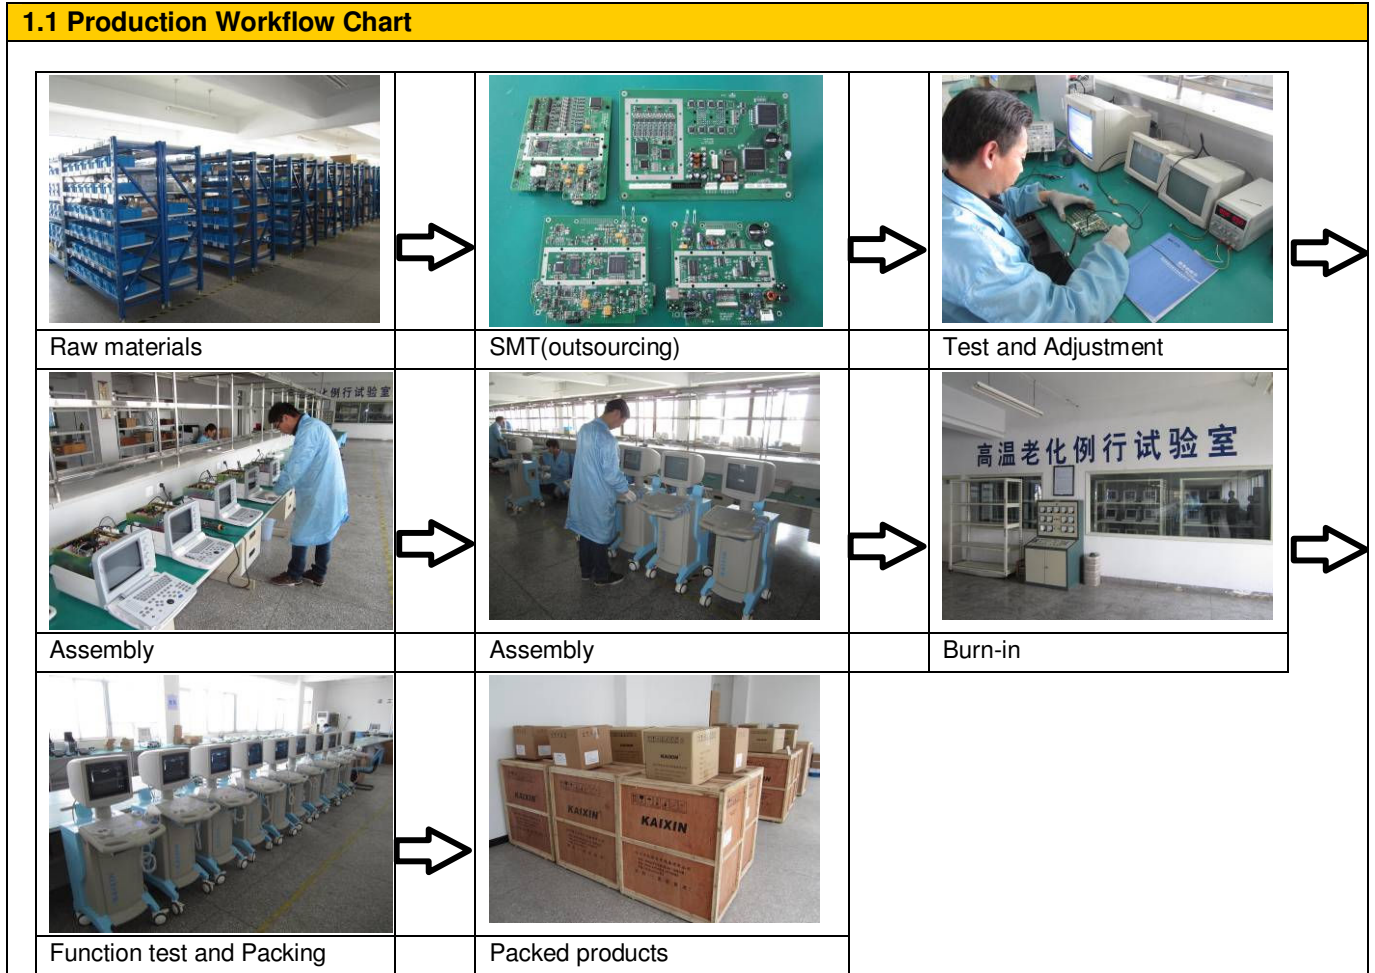 1.1 Production Workflow Chart
Raw materials
SMT(outsourcing)
Test and Adjustment
例行试验室
高温老化例行试验室
Assembly
Assembly
Burn-in
KAIXIN
KAIXIN
KAIXIN
KAIXIN
KAIXIN
Function test and Packing
Packed products